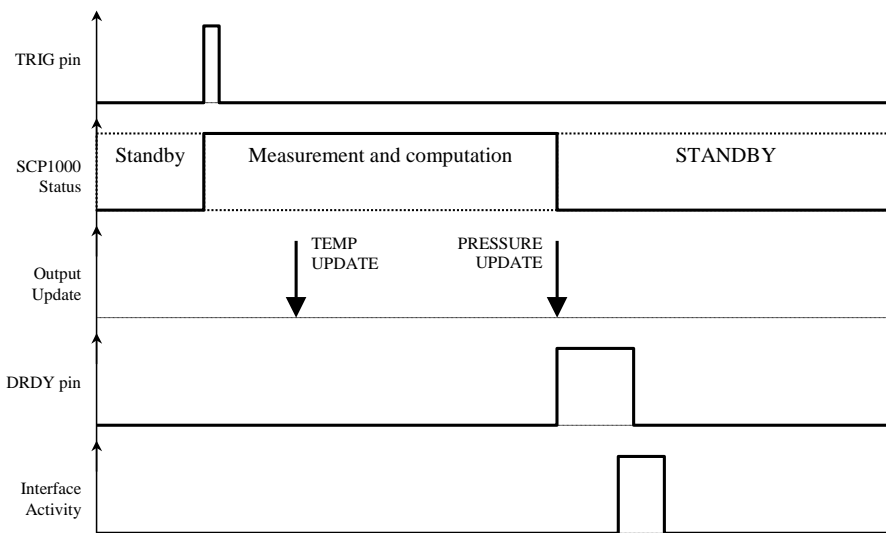 TRIG pin
Standby
Measurement and computation
STANDBY
SCP1000
Status
TEMP
UPDATE
PRESSURE
UPDATE
Output
Update
DRDY pin
Interface
Activity